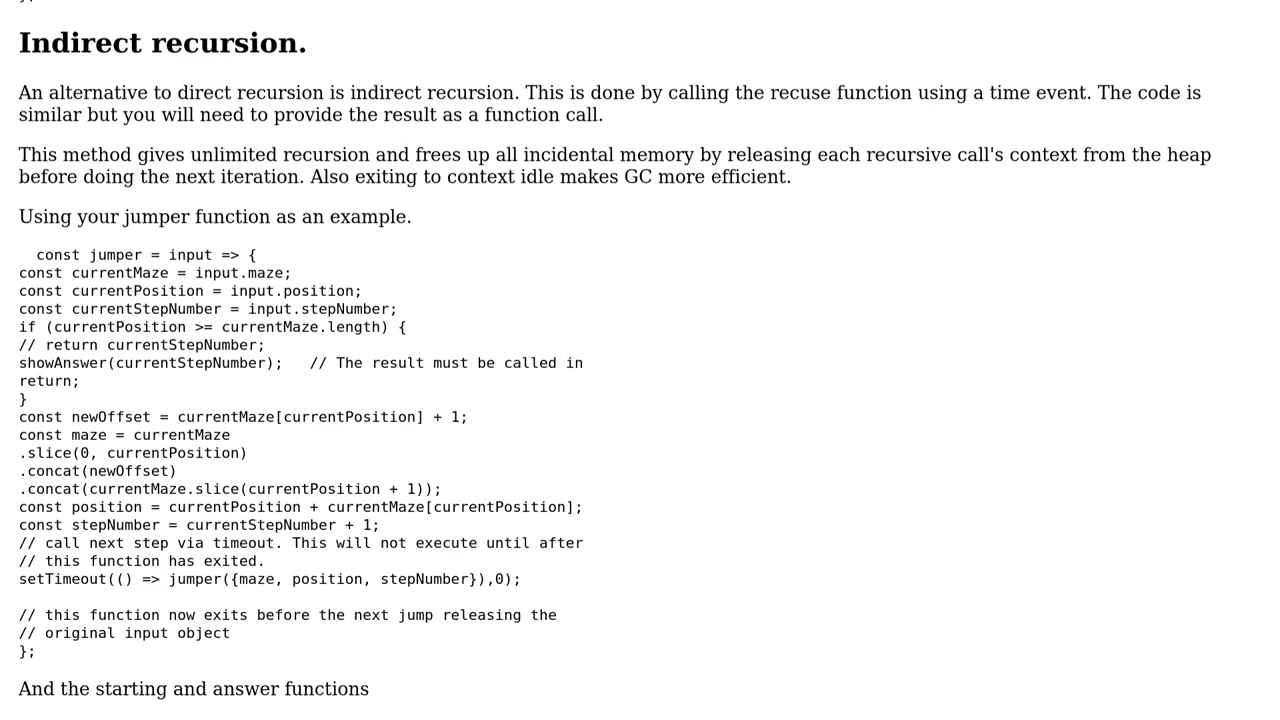 Indirect recursion.
An alternative to direct recursion is indirect recursion. This is done by calling the recuse function using a time event. The code is
similar but you will need to provide the result as a function call.
This method gives unlimited recursion and frees up all incidental memory by releasing each recursive call's context from the heap
before doing the next iteration. Also exiting to context idle makes GC more efficient.
Using your jumper function as an example.
const jumper = input => {
const currentMaze = input.maze;
const currentPosition = input.position;
const currentStepNumber = input.stepNumber;
if (currentPosition >= currentMaze.length) {
// return currentStepNumber;
showAnswer(currentStepNumber);   // The result must be called in
return;
}
const newOffset = currentMaze[currentPosition] + 1;
const maze = currentMaze
.slice(0, currentPosition)
.concat(newOffset)
.concat(currentMaze.slice(currentPosition + 1));
const position = currentPosition + currentMaze[currentPosition];
const stepNumber = currentStepNumber + 1;
// call next step via timeout. This will not execute until after
// this function has exited.
setTimeout(() => jumper({maze, position, stepNumber}),0);
// this function now exits before the next jump releasing the
// original input object
};
And the starting and answer functions